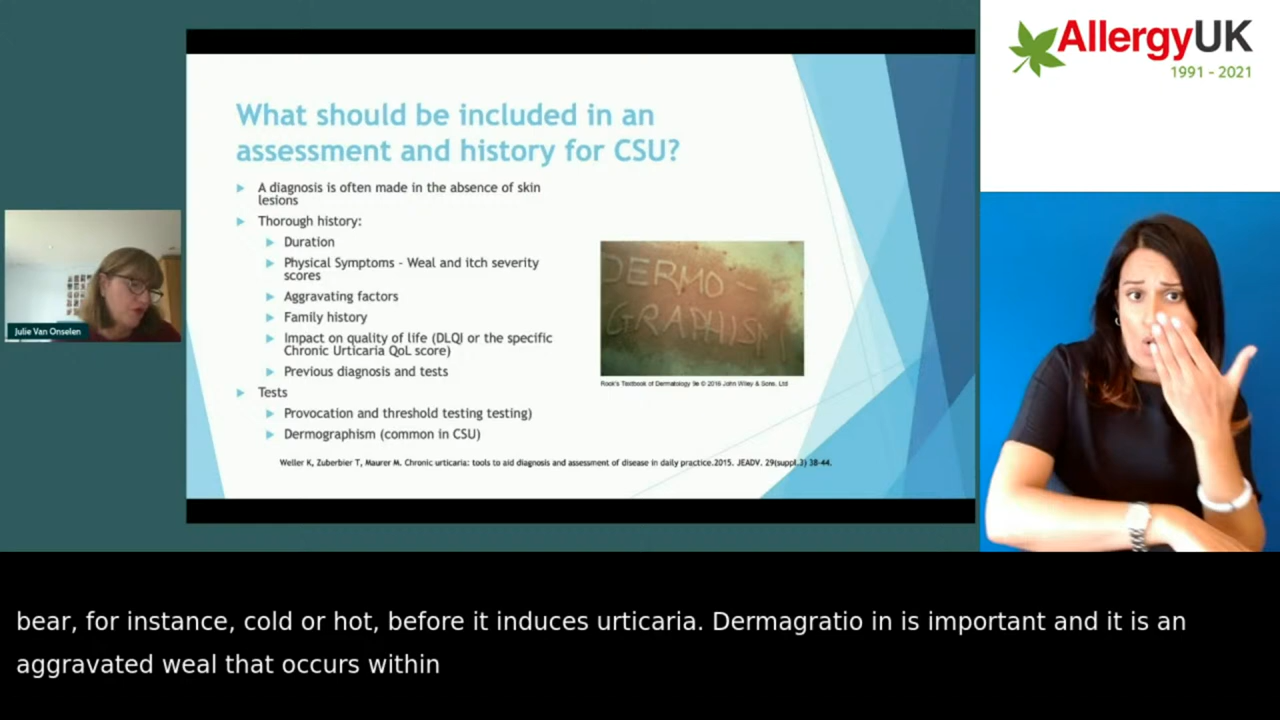 AllergyUK
1991 - 2021
What should be included in an
assessment and history for CSU?
A diagnosis is often made in the absence of skin
lesions
Thorough history:
Duration
Physical Symptoms - Weal and itch severity
scores
Aggravating factors
Family history
Impact on quality of life (DLQI or the specific
Chronic Urticaria QoL score)
Previous diagnosis and tests
Tests
Provocation and threshold testing testing)
Dermographism (common in CSU)
DERMO-
GRAPHISM
Rook's Textbook of Dermatology 9e © 2016 John Wiley & Sons. Ltd
Weller K, Zuberbier T, Maurer M. Chronic urticaria: tools to aid diagnosis and assessment of disease in daily practice.2015. JEADV. 29(suppl.3) 38-44.
Julie Van Onselen
bear, for instance, cold or hot, before it induces urticaria. Dermagratio in is important and it is an
aggravated weal that occurs within